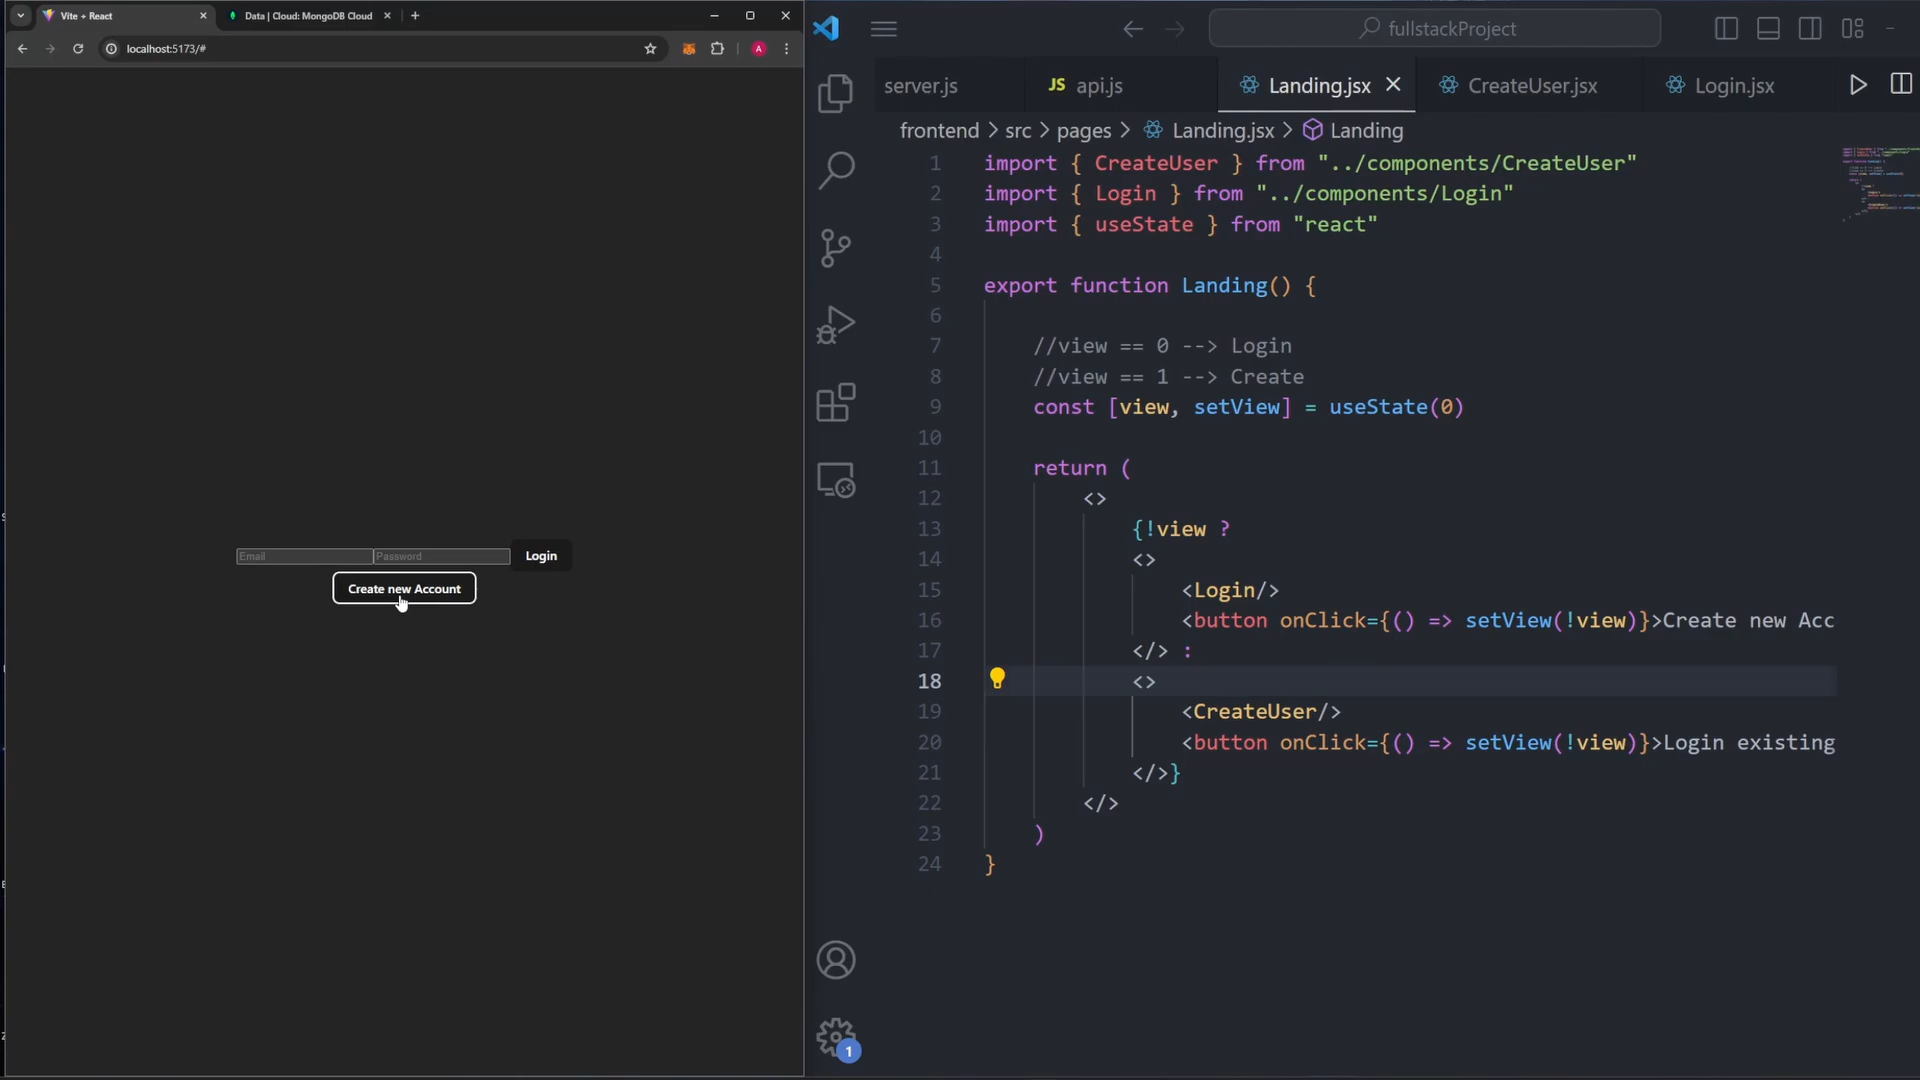 Vite + React
Data | Cloud: MongoDB Cloud
localhost:5173/#
A
Email
Password
Login
Create new Account
fullstackProject
server.js
JS api.js
Landing.jsx
CreateUser.jsx
Login.jsx
frontend > src > pages > Landing.jsx > Landing
1 import { CreateUser } from "../components/CreateUser"
2 import { Login } from "../components/Login"
3 import { useState } from "react"
4
5 export function Landing() {
6
7 //view == 0 --> Login
8 //view == 1 --> Create
9 const [view, setView] = useState(0)
10
11 return (
12 <>
13 {!view ?
14 <>
15 <Login/>
16 <button onClick={() => setView(!view)}>Create new Acc
17 </> :
18 <>
19 <CreateUser/>
20 <button onClick={() => setView(!view)}>Login existing
21 </>}
22 </>
23 )
24 }
1